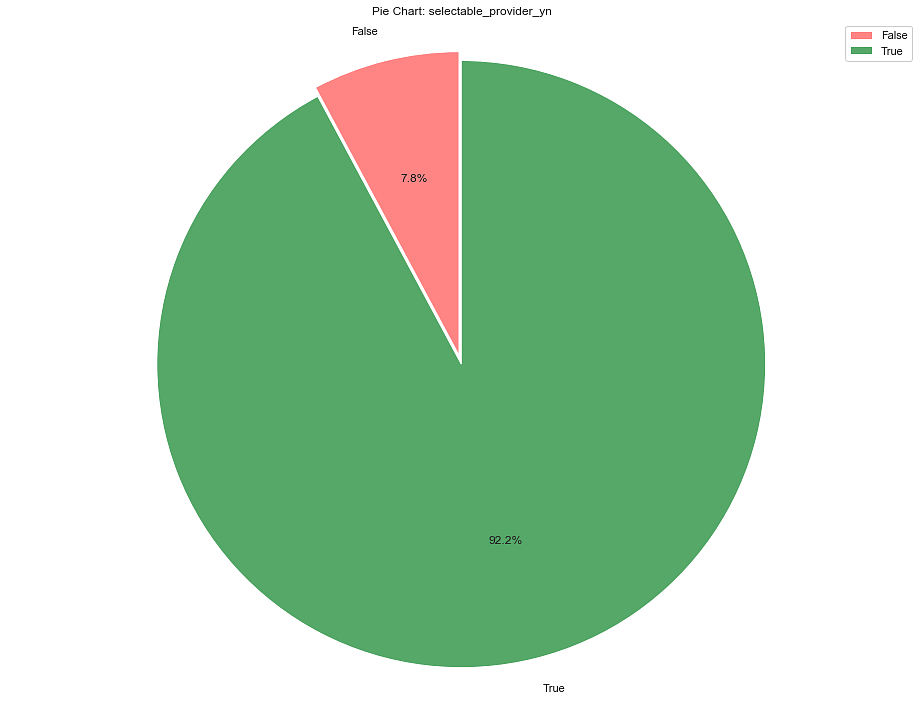 Pie Chart: selectable_provider_yn
False
False
True
7.8%
92.2%
True